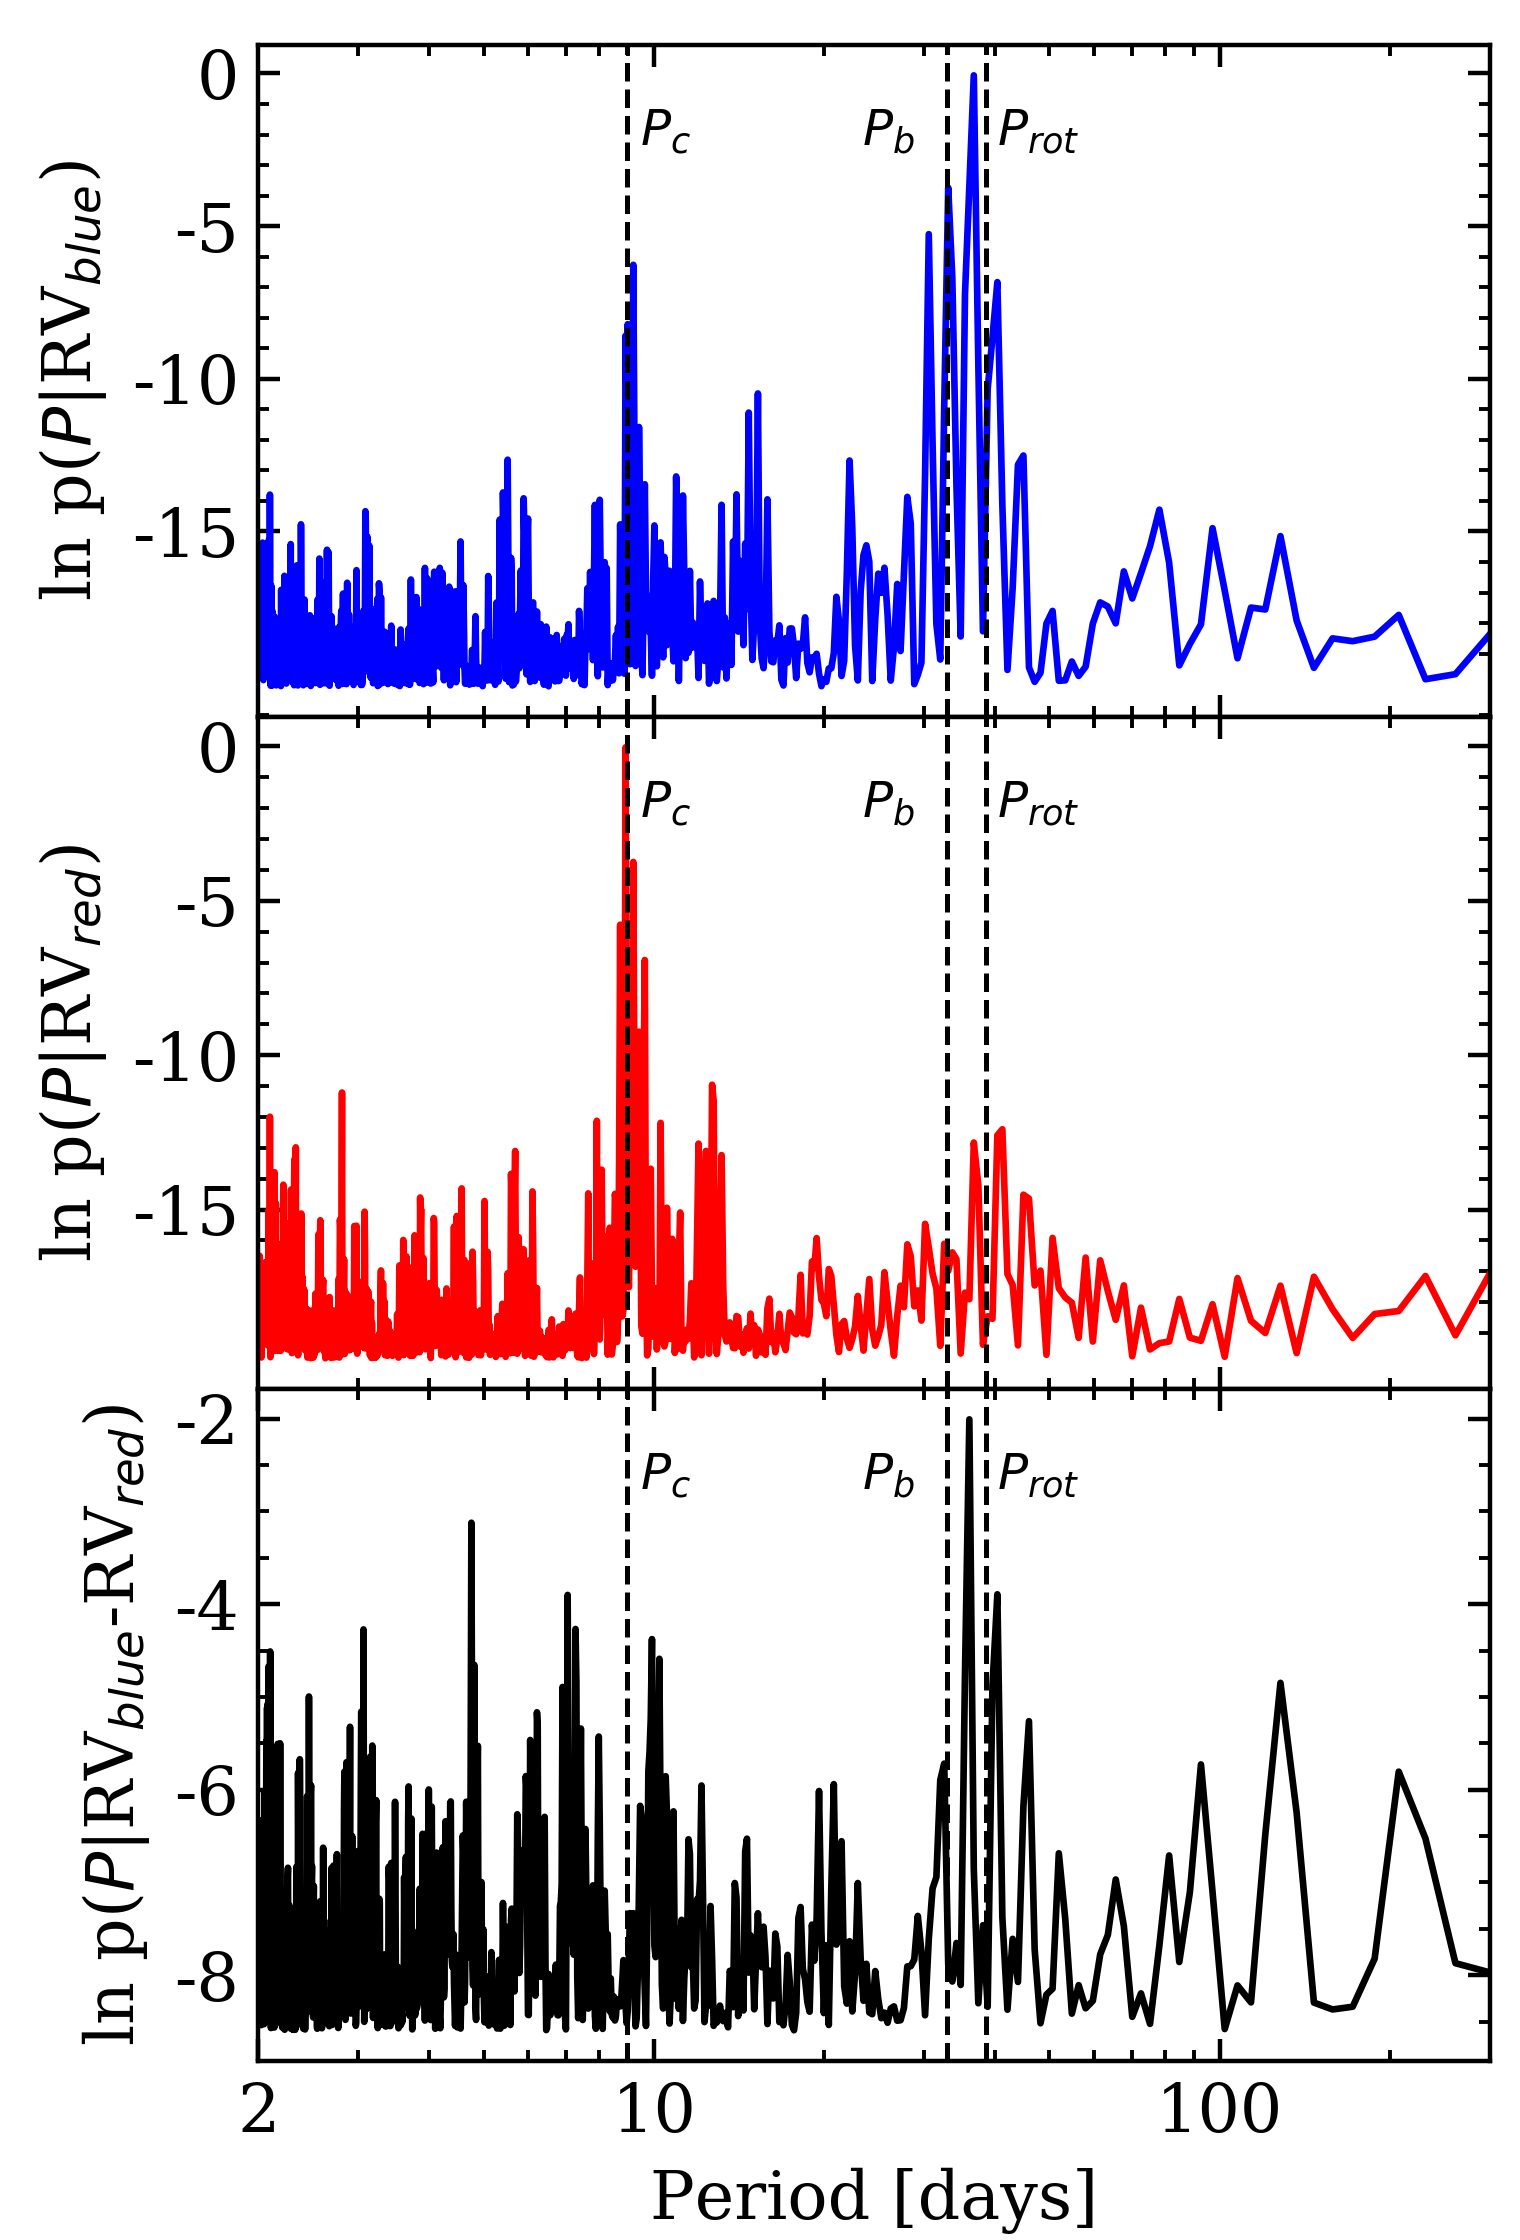 ln p(P|RV_blue)
0
-5
-10
-15
P_c P_b P_rot
ln p(P|RV_red)
0
-5
-10
-15
P_c P_b P_rot
ln p(P|RV_blue-RV_red)
-2
-4
-6
-8
P_c P_b P_rot
2 10 100
Period [days]